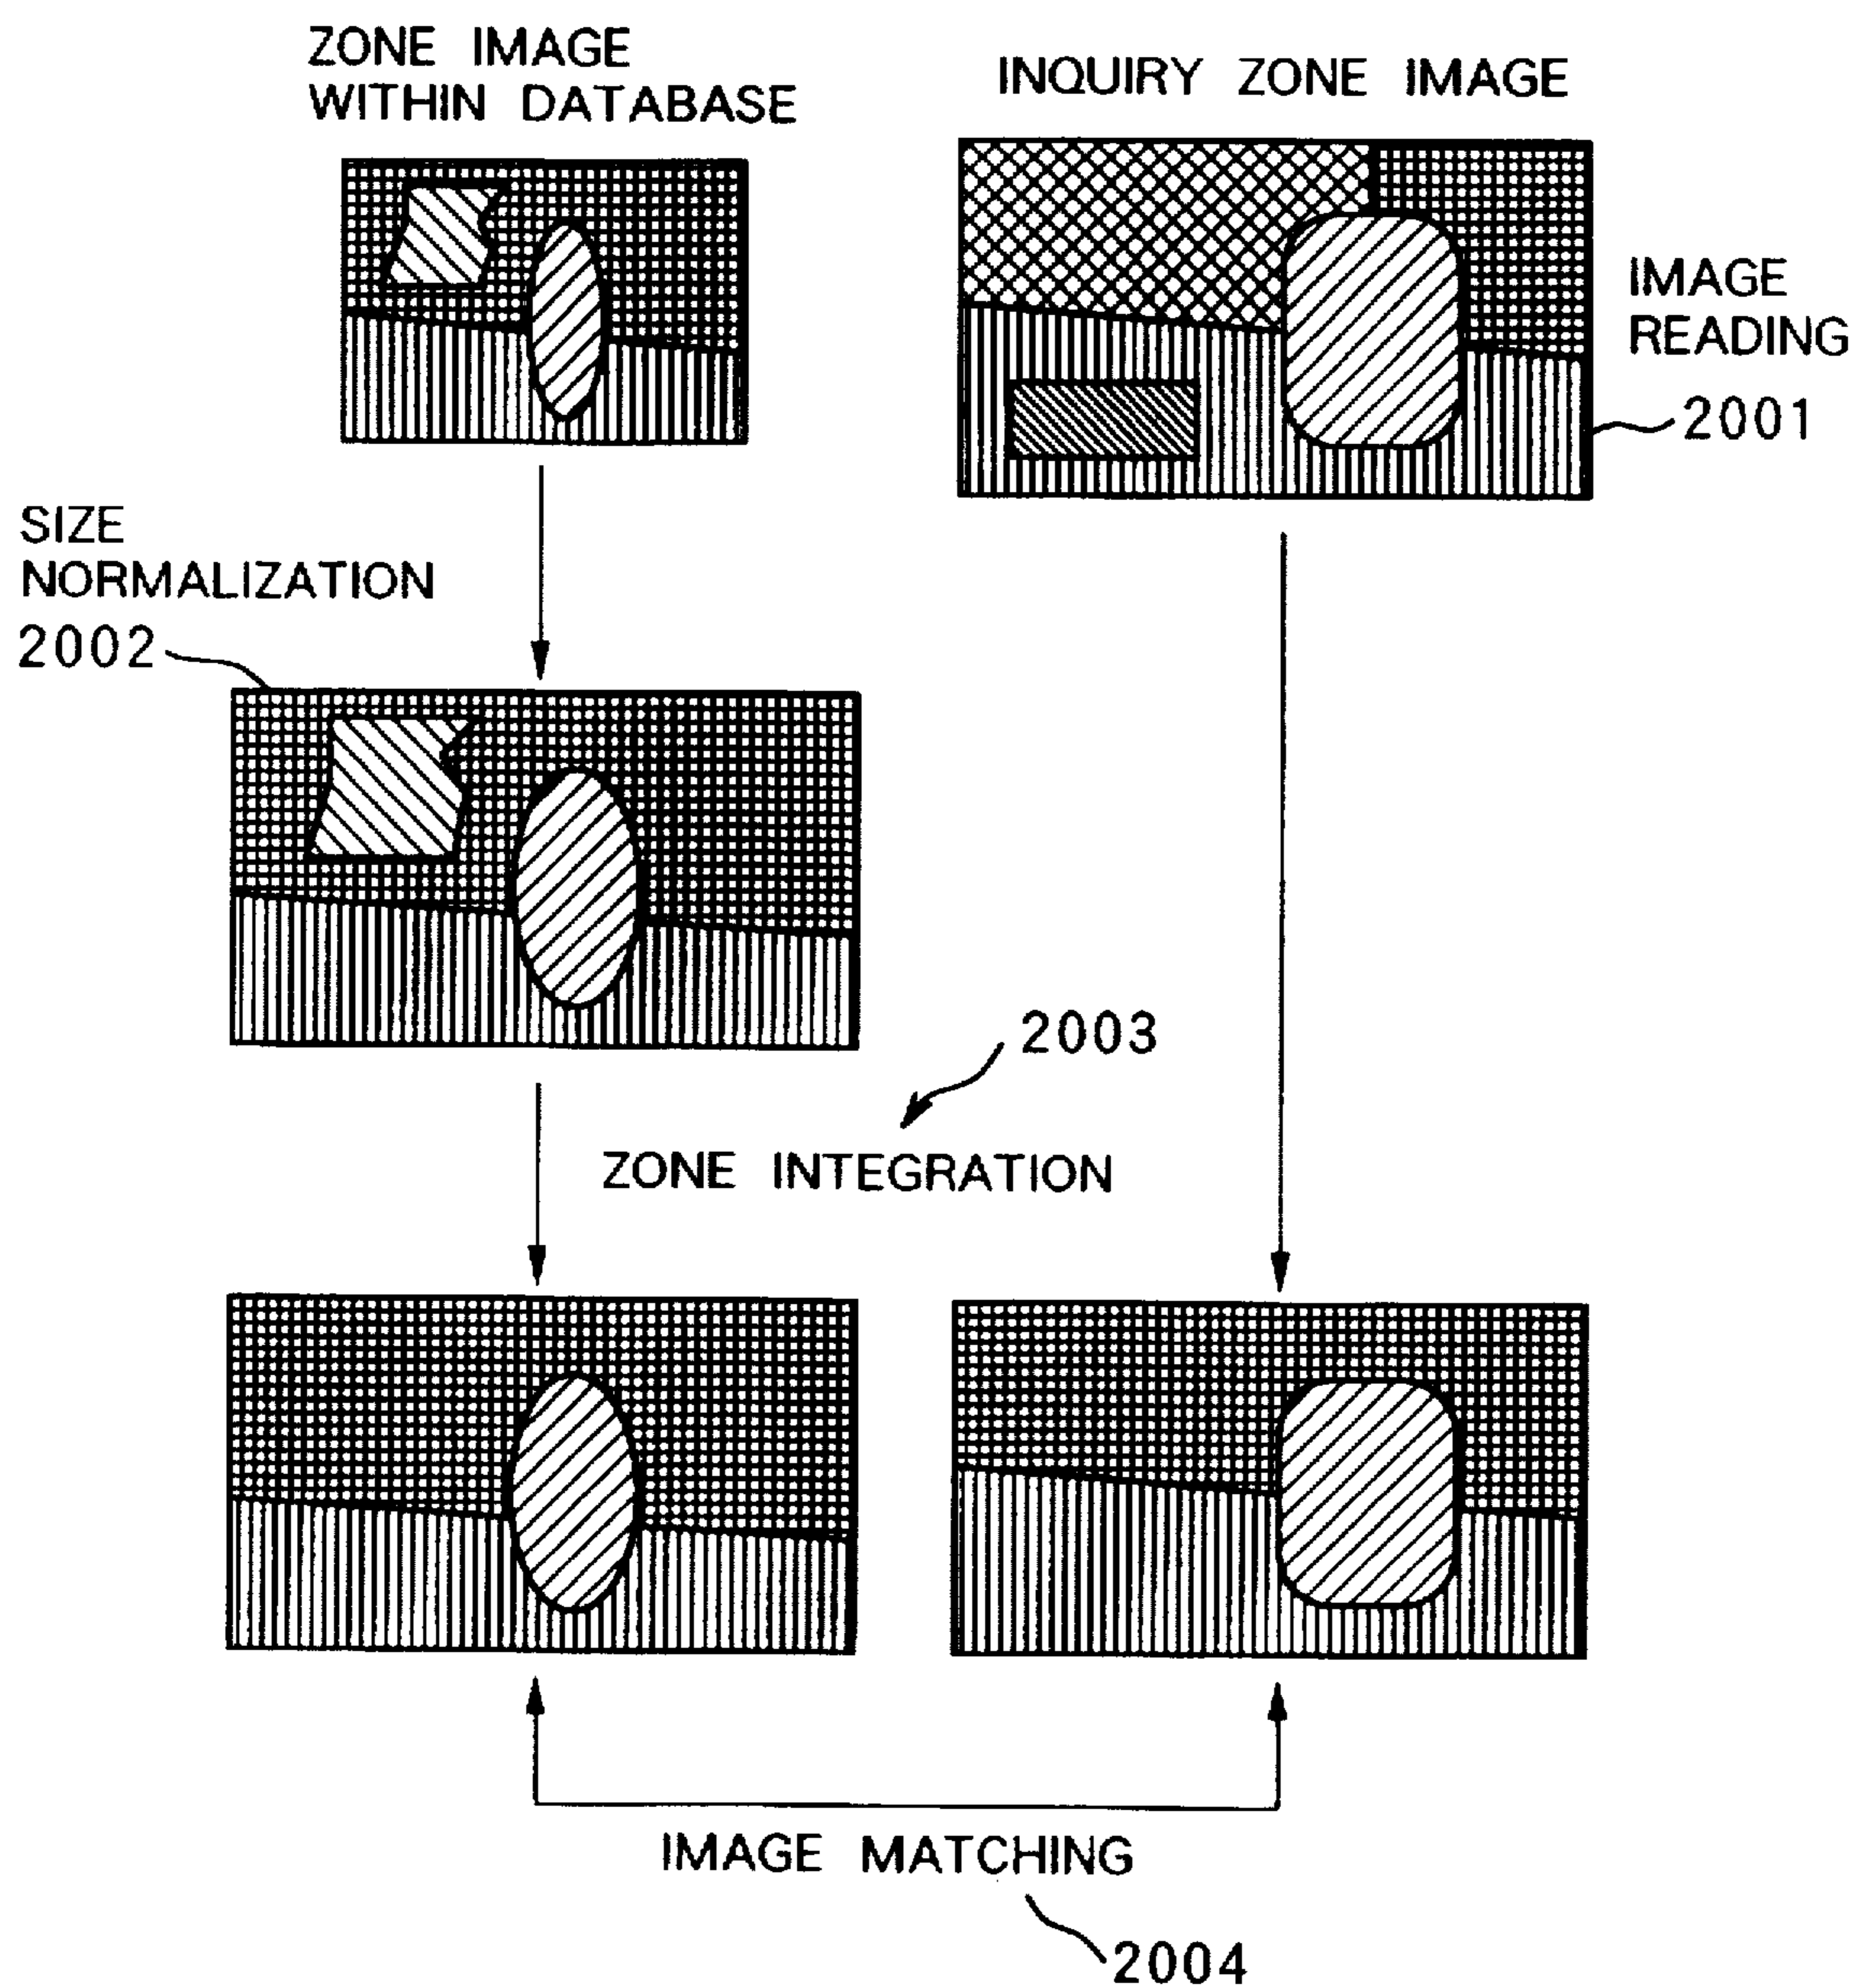 ZONE IMAGE
WITHIN DATABASE
INQUIRY ZONE IMAGE
IMAGE
READING
2001
SIZE
NORMALIZATION
2002
2003
ZONE INTEGRATION
IMAGE MATCHING
2004